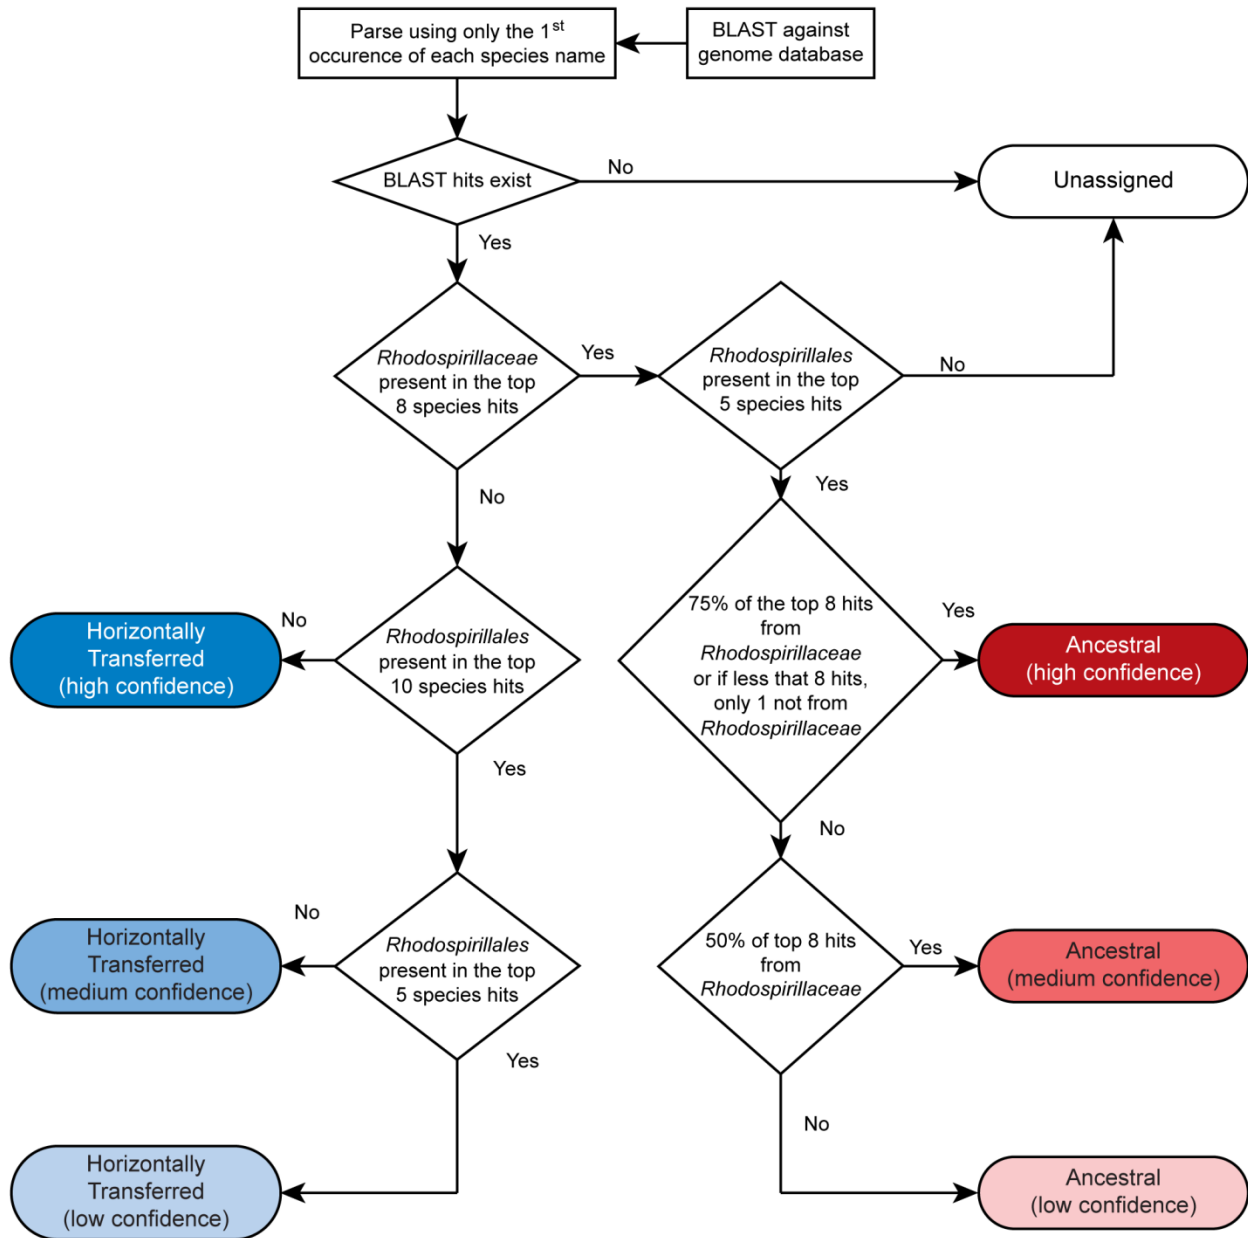 Parse using only the 1st
occurence of each species name
BLAST against
genome database
BLAST hits exist
No
Unassigned
Yes
Rhodospirillaceae
present in the top
8 species hits
Yes
Rhodospirillales
present in the top
5 species hits
No
No
Yes
Horizontally
Transferred
(high confidence)
No
Rhodospirillales
present in the top
10 species hits
75% of the top 8 hits
from
Rhodospirillaceae
or if less that 8 hits,
only 1 not from
Rhodospirillaceae
Yes
Ancestral
(high confidence)
Yes
No
Horizontally
Transferred
(medium confidence)
No
Rhodospirillales
present in the top
5 species hits
50% of top 8 hits
from
Rhodospirillaceae
Yes
Ancestral
(medium confidence)
Yes
No
Horizontally
Transferred
(low confidence)
Ancestral
(low confidence)